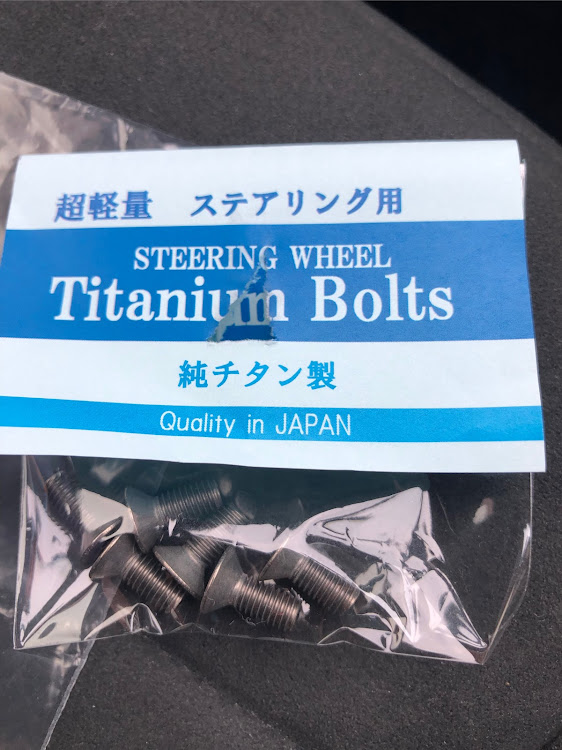 超軽量 ステアリング用
STEERING WHEEL
Titanium Bolts
純チタン製
Quality in JAPAN